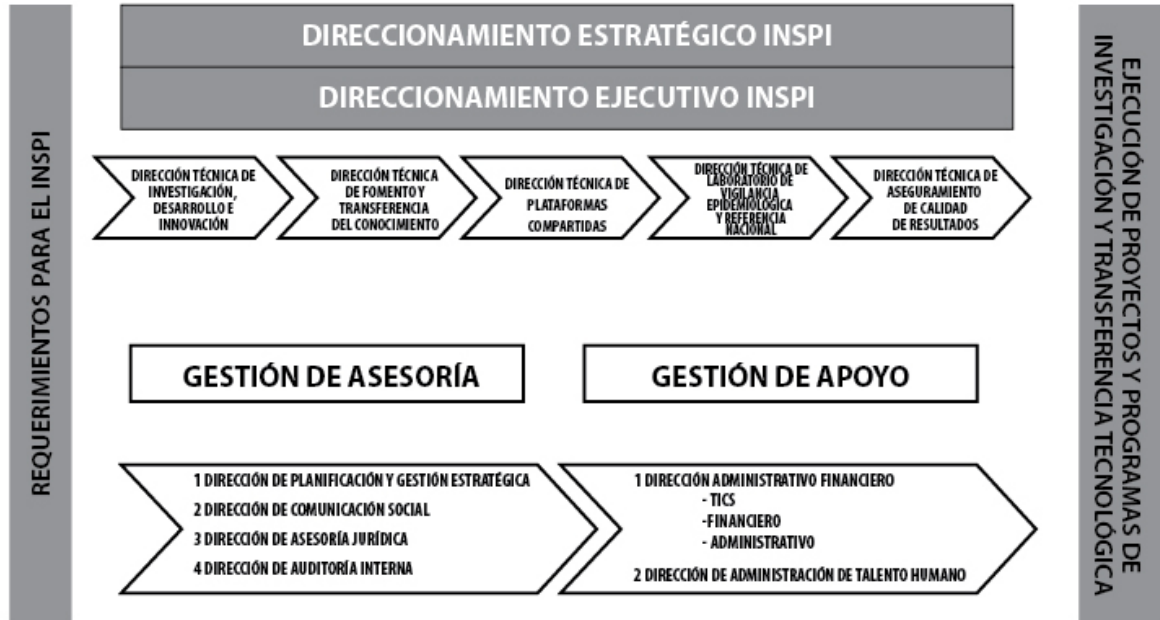 REQUERIMIENTOS PARA EL INSPI
DIRECCIONAMIENTO ESTRATÉGICO INSPI
DIRECCIONAMIENTO EJECUTIVO INSPI
DIRECCIÓN TÉCNICA DE
INVESTIGACIÓN,
DESARROLLO E
INNOVACIÓN
DIRECCIÓN TÉCNICA
DE FOMENTO Y
TRANSFERENCIA
DEL CONOCIMIENTO
DIRECCIÓN TÉCNICA DE
PLATAFORMAS
COMPARTIDAS
DIRECCIÓN TÉCNICA DE
LABORATORIO DE
VIGILANCIA
EPIDEMIOLÓGICA
Y REFERENCIA
NACIONAL
DIRECCIÓN TÉCNICA DE
ASEGURAMIENTO
DE CALIDAD
DE RESULTADOS
GESTIÓN DE ASESORÍA
GESTIÓN DE APOYO
1 DIRECCIÓN DE PLANIFICACIÓN Y GESTIÓN ESTRATÉGICA
2 DIRECCIÓN DE COMUNICACIÓN SOCIAL
3 DIRECCIÓN DE ASESORÍA JURÍDICA
4 DIRECCIÓN DE AUDITORÍA INTERNA
1 DIRECCIÓN ADMINISTRATIVO FINANCIERO
- TICS
-FINANCIERO
- ADMINISTRATIVO
2 DIRECCIÓN DE ADMINISTRACIÓN DE TALENTO HUMANO
EJECUCIÓN DE PROYECTOS Y PROGRAMAS DE
INVESTIGACIÓN Y TRANSFERENCIA TECNOLÓGICA